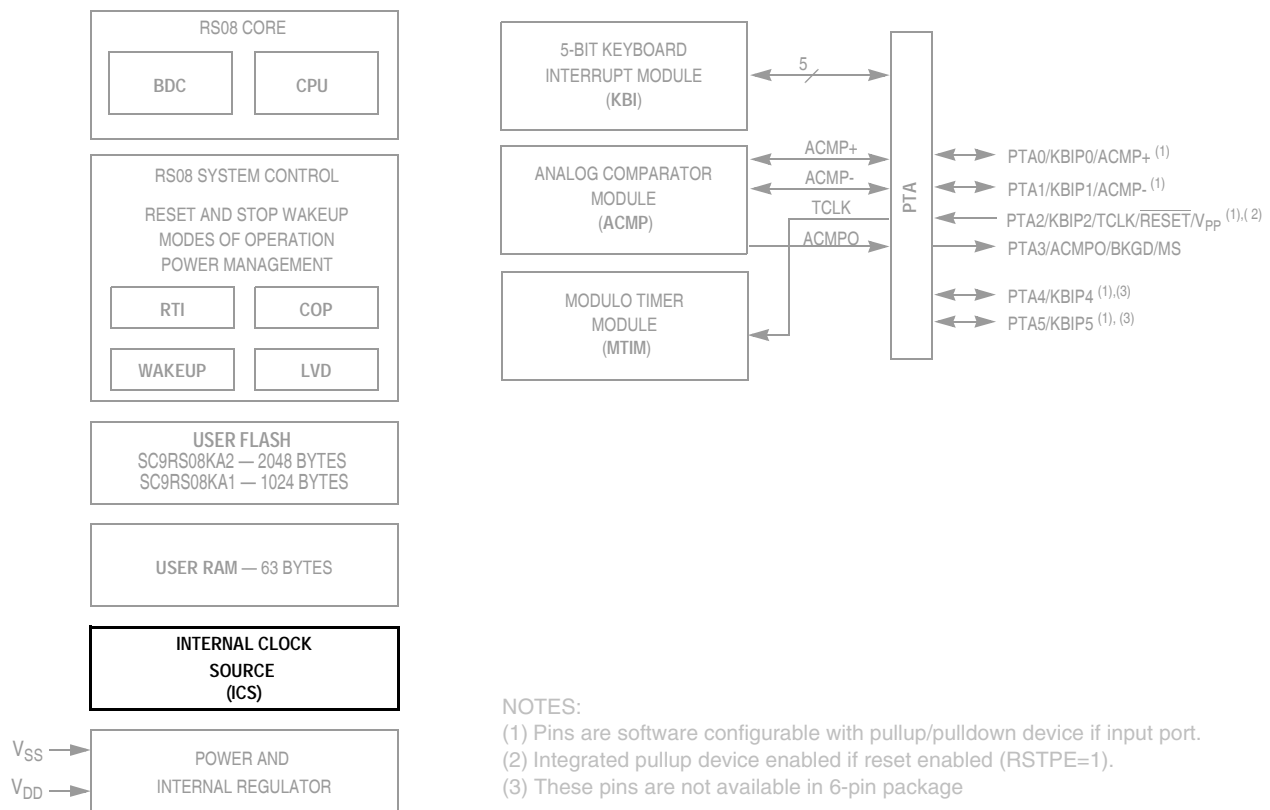 RS08 CORE
BDC
CPU
RS08 SYSTEM CONTROL
RESET AND STOP WAKEUP
MODES OF OPERATION
POWER MANAGEMENT
RTI
COP
WAKEUP
LVD
USER FLASH
SC9RS08KA2 — 2048 BYTES
SC9RS08KA1 — 1024 BYTES
USER RAM — 63 BYTES
INTERNAL CLOCK
SOURCE
(ICS)
VSS
VDD
POWER AND
INTERNAL REGULATOR
5-BIT KEYBOARD
INTERRUPT MODULE
(KBI)
5
ANALOG COMPARATOR
MODULE
(ACMP)
ACMP+
ACMP-
TCLK
ACMPO
MODULO TIMER
MODULE
(MTIM)
PTA
PTA0/KBIP0/ACMP+ (1)
PTA1/KBIP1/ACMP- (1)
PTA2/KBIP2/TCLK/RESET/VPP (1),( 2)
PTA3/ACMPO/BKGD/MS
PTA4/KBIP4 (1),(3)
PTA5/KBIP5 (1), (3)
NOTES:
(1) Pins are software configurable with pullup/pulldown device if input port.
(2) Integrated pullup device enabled if reset enabled (RSTPE=1).
(3) These pins are not available in 6-pin package